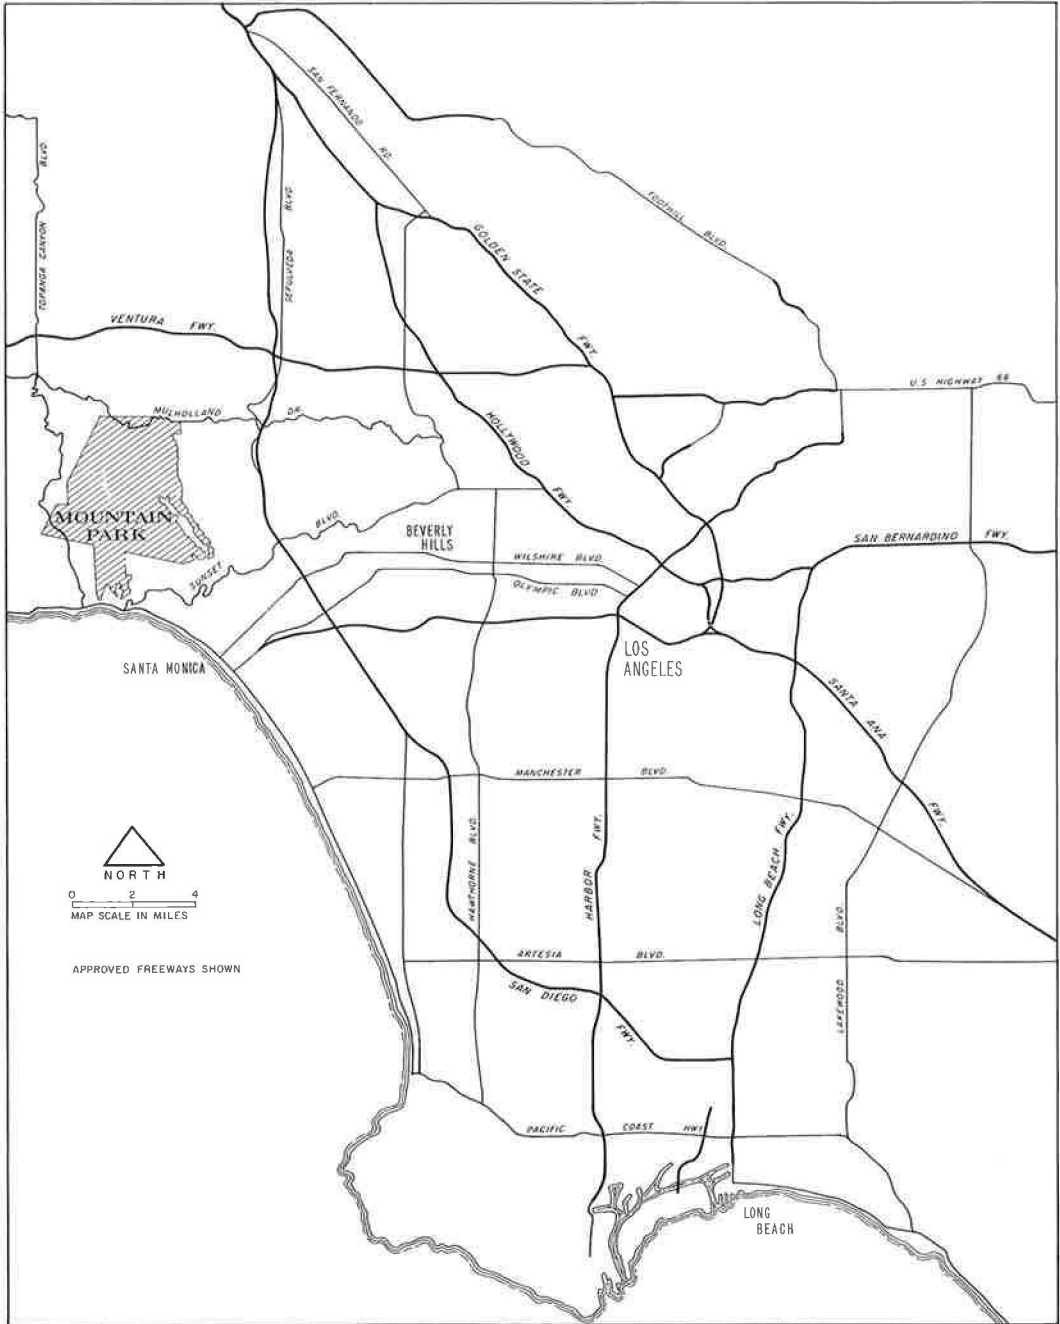 SAN FERNANDO RD.
TOPANGA CANYON BLVD.
SEPULVEDA BLVD.
FOOTHILL BLVD.
GOLDEN STATE FWY.
VENTURA FWY.
U.S HIGHWAY 66
MULHOLLAND DR.
HOLLYWOOD FWY.
MOUNTAIN
PARK
SUNSET BLVD.
BEVERLY
HILLS
WILSHIRE BLVD.
OLYMPIC BLVD
SAN BERNARDINO FWY.
SANTA MONICA
LOS
ANGELES
SANTA ANA FWY.
MANCHESTER BLVD
HAWTHORNE BLVD.
HARBOR FWY.
LONG BEACH FWY.
NORTH
0 2 4
MAP SCALE IN MILES
APPROVED FREEWAYS SHOWN
ARTESIA BLVD.
SAN DIEGO FWY.
LAKEWOOD BLVD.
PACIFIC COAST HWY
LONG
BEACH